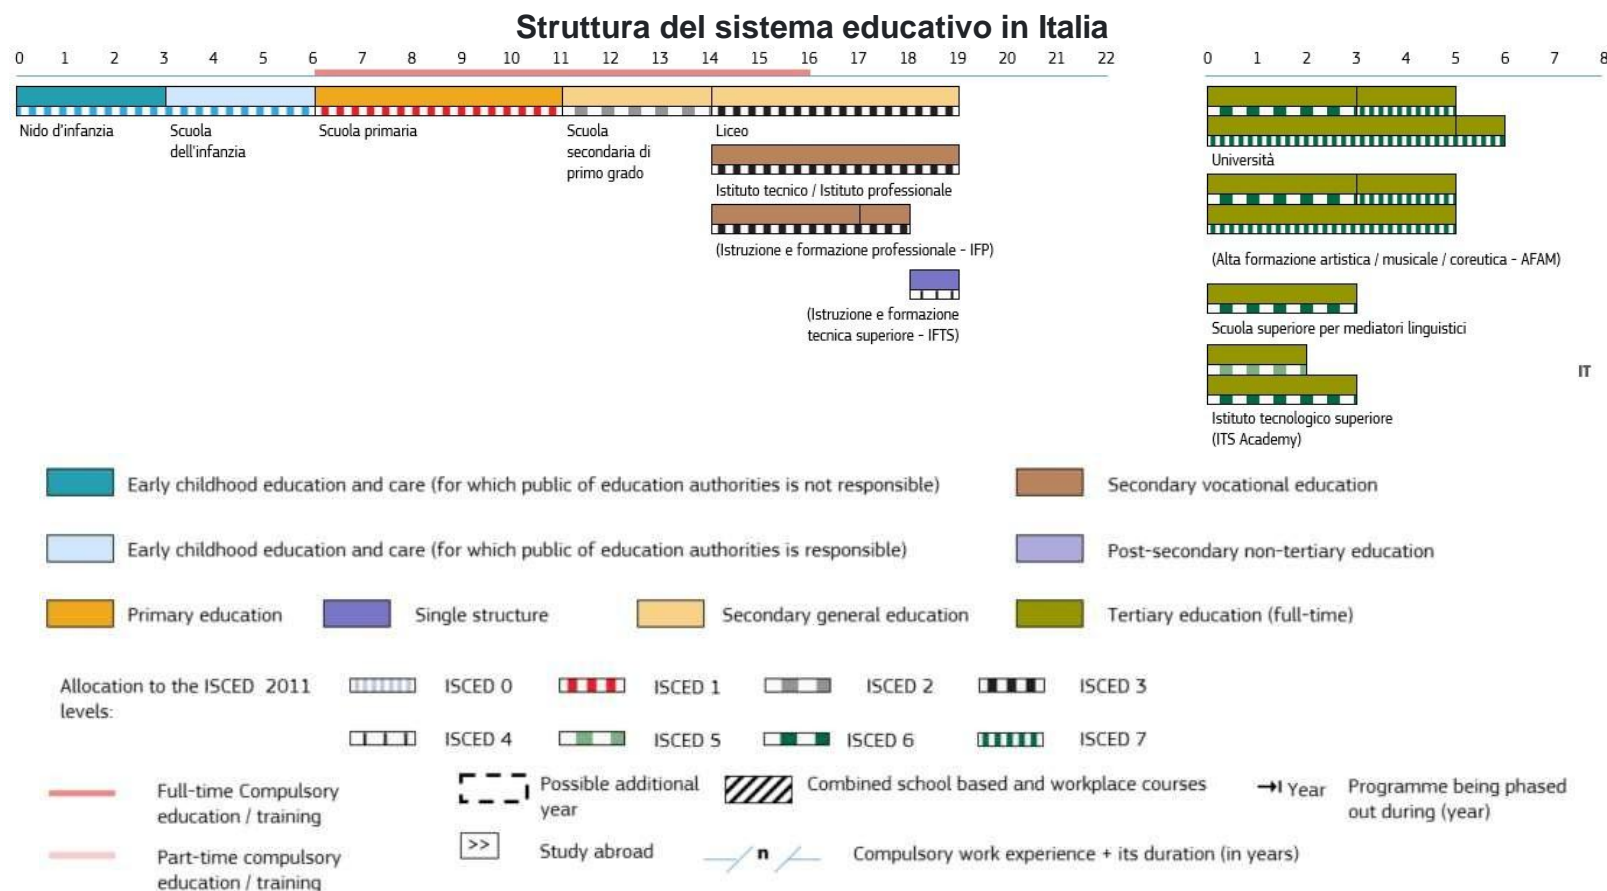 Struttura del sistema educativo in Italia
0 1 2 3 4 5 6 7 8 9 10 11 12 13 14 15 16 17 18 19 20 21 22
0 1 2 3 4 5 6 7 8
Nido d'infanzia
Scuola
dell'infanzia
Scuola primaria
Scuola
secondaria di
primo grado
Liceo
Istituto tecnico / Istituto professionale
(Istruzione e formazione professionale - IFP)
(Istruzione e formazione
tecnica superiore - IFTS)
Università
(Alta formazione artistica / musicale / coreutica - AFAM)
Scuola superiore per mediatori linguistici
IT
Istituto tecnologico superiore
(ITS Academy)
Early childhood education and care (for which public of education authorities is not responsible)
Secondary vocational education
Early childhood education and care (for which public of education authorities is responsible)
Post-secondary non-tertiary education
Primary education
Single structure
Secondary general education
Tertiary education (full-time)
Allocation to the ISCED 2011
levels:
ISCED 0
ISCED 1
ISCED 2
ISCED 3
ISCED 4
ISCED 5
ISCED 6
ISCED 7
Full-time Compulsory
education / training
Possible additional
year
Combined school based and workplace courses
Year
Programme being phased
out during (year)
Part-time compulsory
education / training
>>
Study abroad
n
Compulsory work experience + its duration (in years)